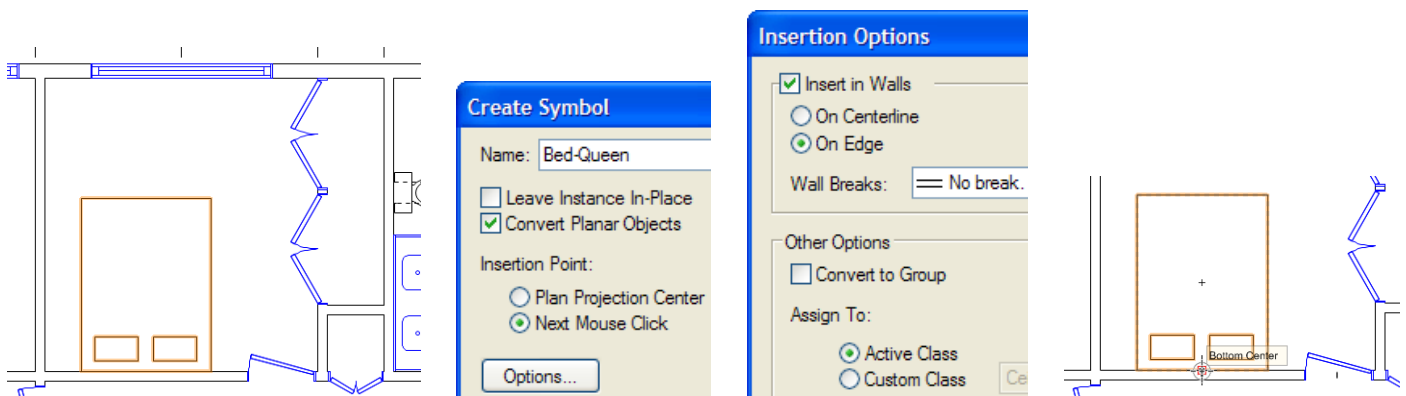 Create Symbol
Name: Bed-Queen
Leave Instance In-Place
Convert Planar Objects
Insertion Point:
Plan Projection Center
Next Mouse Click
Options...
Insertion Options
Insert in Walls
On Centerline
On Edge
Wall Breaks: No break.
Other Options
Convert to Group
Assign To:
Active Class
Custom Class Ce
Bottom Center